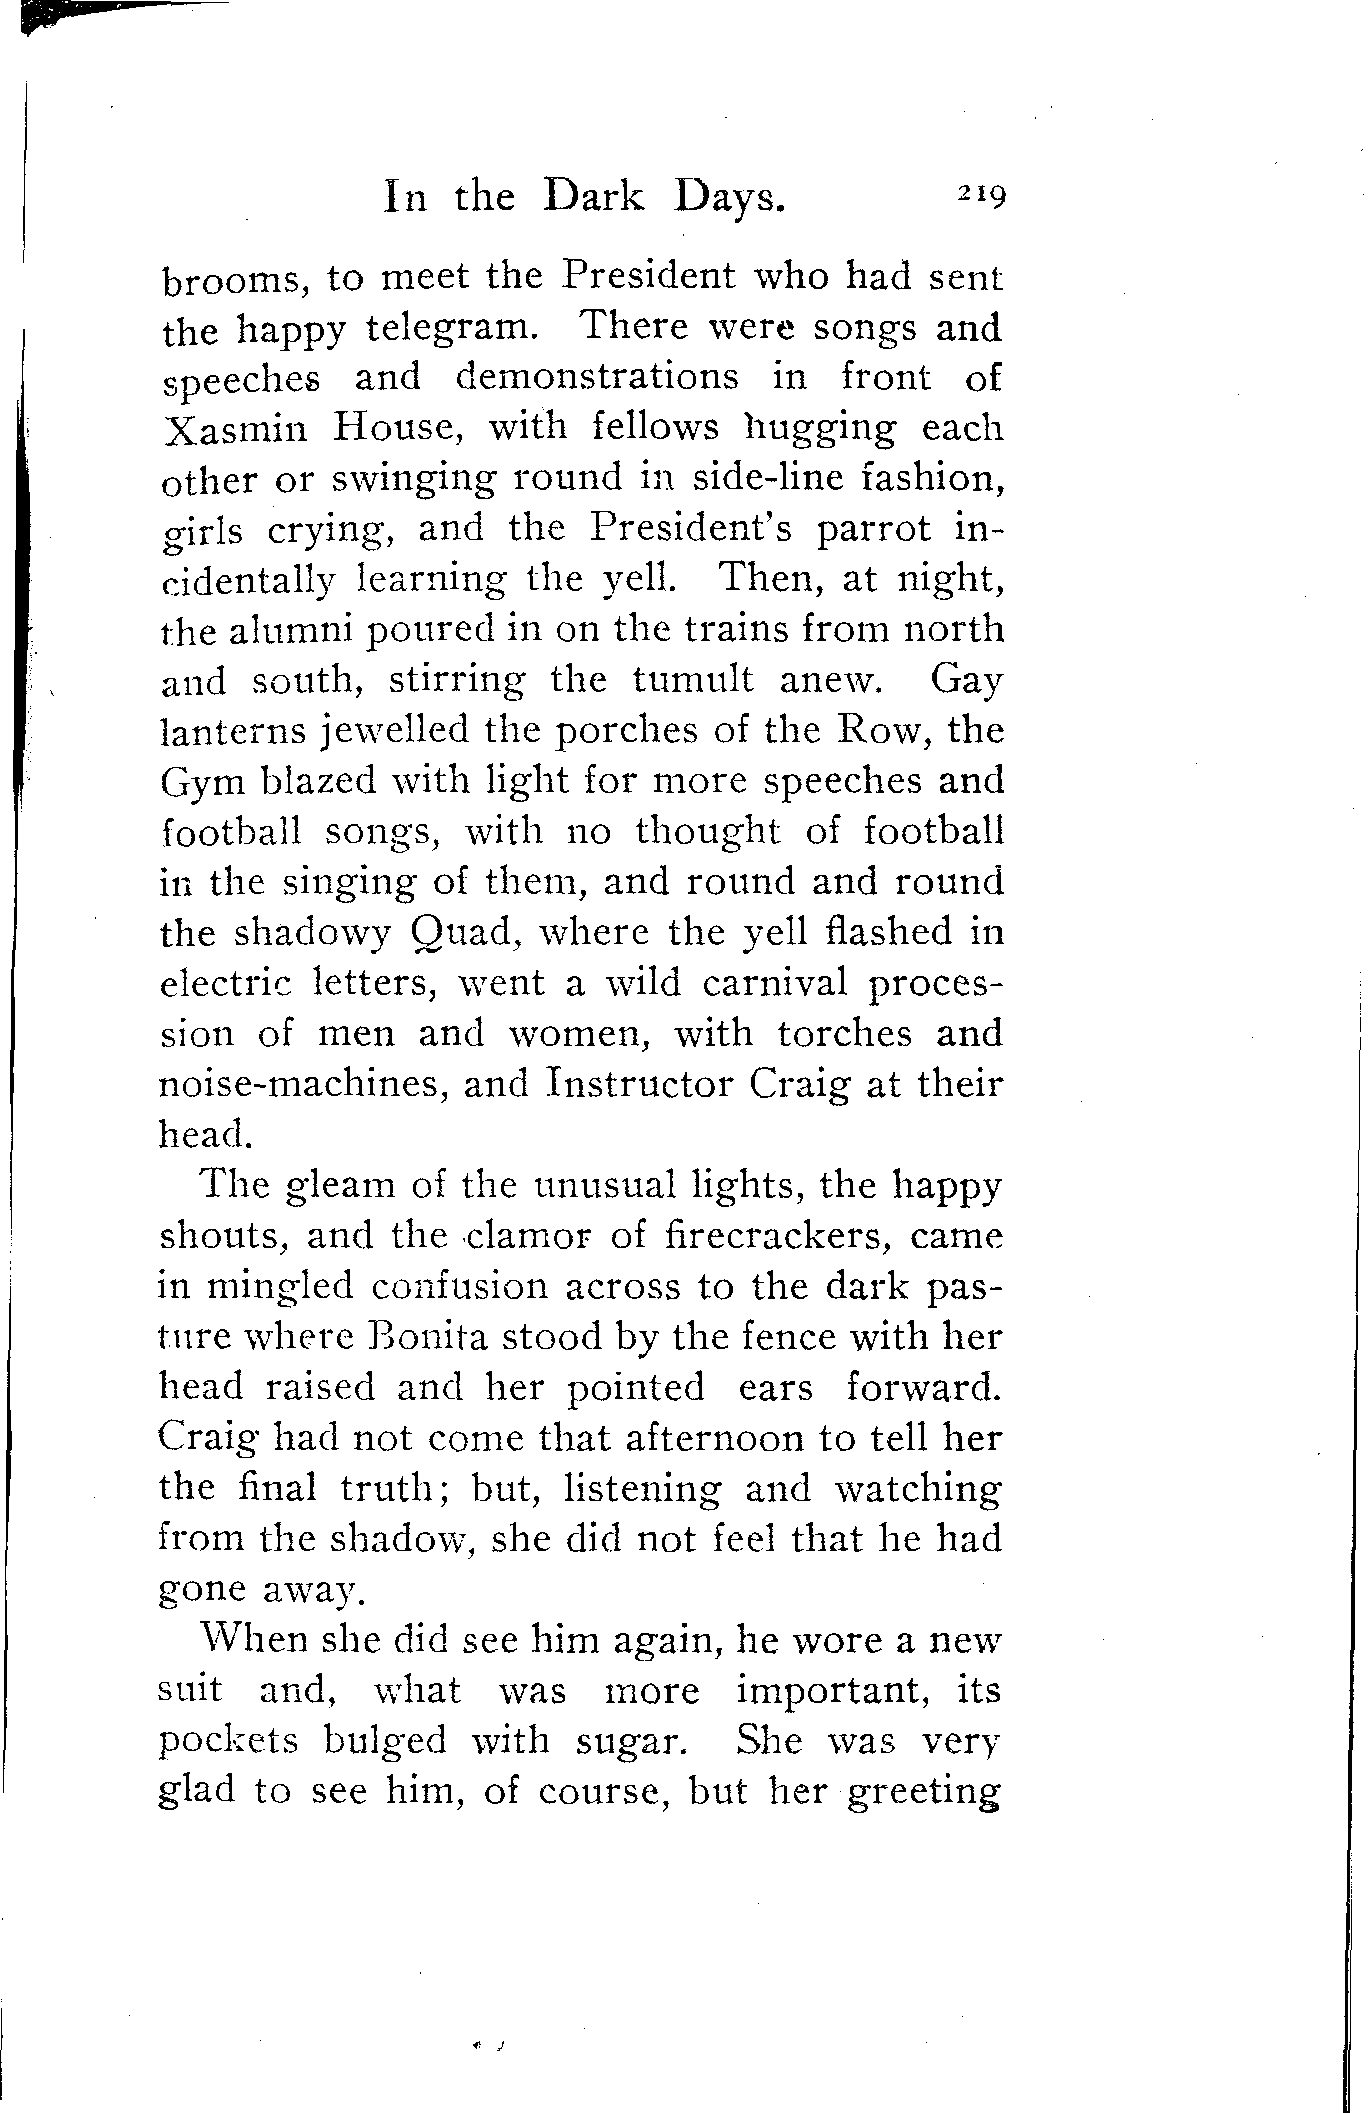 In the Dark Days. 219
brooms, to meet the President who had sent
the happy telegram. There were songs and
speeches and demonstrations in front of
Xasmin House, with fellows hugging each
other or swinging round in side-line fashion,
girls crying, and the President's parrot in-
cidentally learning the yell. Then, at night,
the alumni poured in on the trains from north
and south, stirring the tumult anew. Gay
lanterns jewelled the porches of the Row, the
Gym blazed with light for more speeches and
football songs, with no thought of football
in the singing of them, and round and round
the shadowy Quad, where the yell flashed in
electric letters, went a wild carnival proces-
sion of men and women, with torches and
noise-machines, and Instructor Craig at their
head.
The gleam of the unusual lights, the happy
shouts, and the clamor of firecrackers, came
in mingled confusion across to the dark pas-
ture where Bonita stood by the fence with her
head raised and her pointed ears forward.
Craig had not come that afternoon to tell her
the final truth; but, listening and watching
from the shadow, she did not feel that he had
gone away.
When she did see him again, he wore a new
suit and, what was more important, its
pockets bulged with sugar. She was very
glad to see him, of course, but her greeting